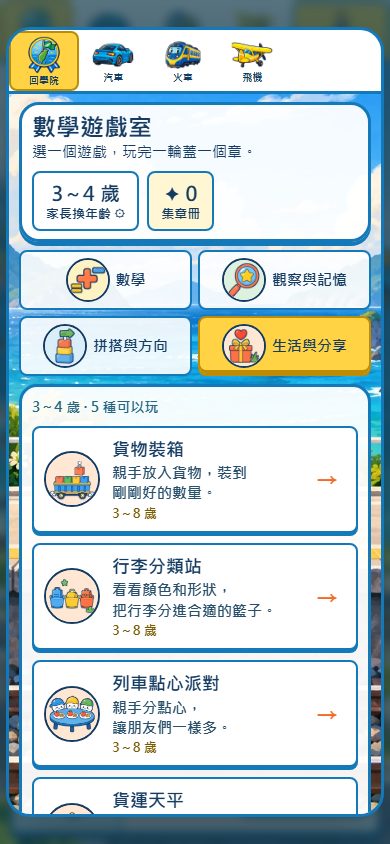 回學院
汽車
火車
飛機
數學遊戲室
選一個遊戲，玩完一輪蓋一個章。
3～4 歲
家長換年齡 ⚙
✦ 0
集章冊
數學
觀察與記憶
拼搭與方向
生活與分享
3～4 歲 · 5 種可以玩
貨物裝箱
親手放入貨物，裝到
剛剛好的數量。
3～8 歲
→
行李分類站
看看顏色和形狀，
把行李分進合適的籃子。
3～8 歲
→
列車點心派對
親手分點心，
讓朋友們一樣多。
3～8 歲
→
貨運天平